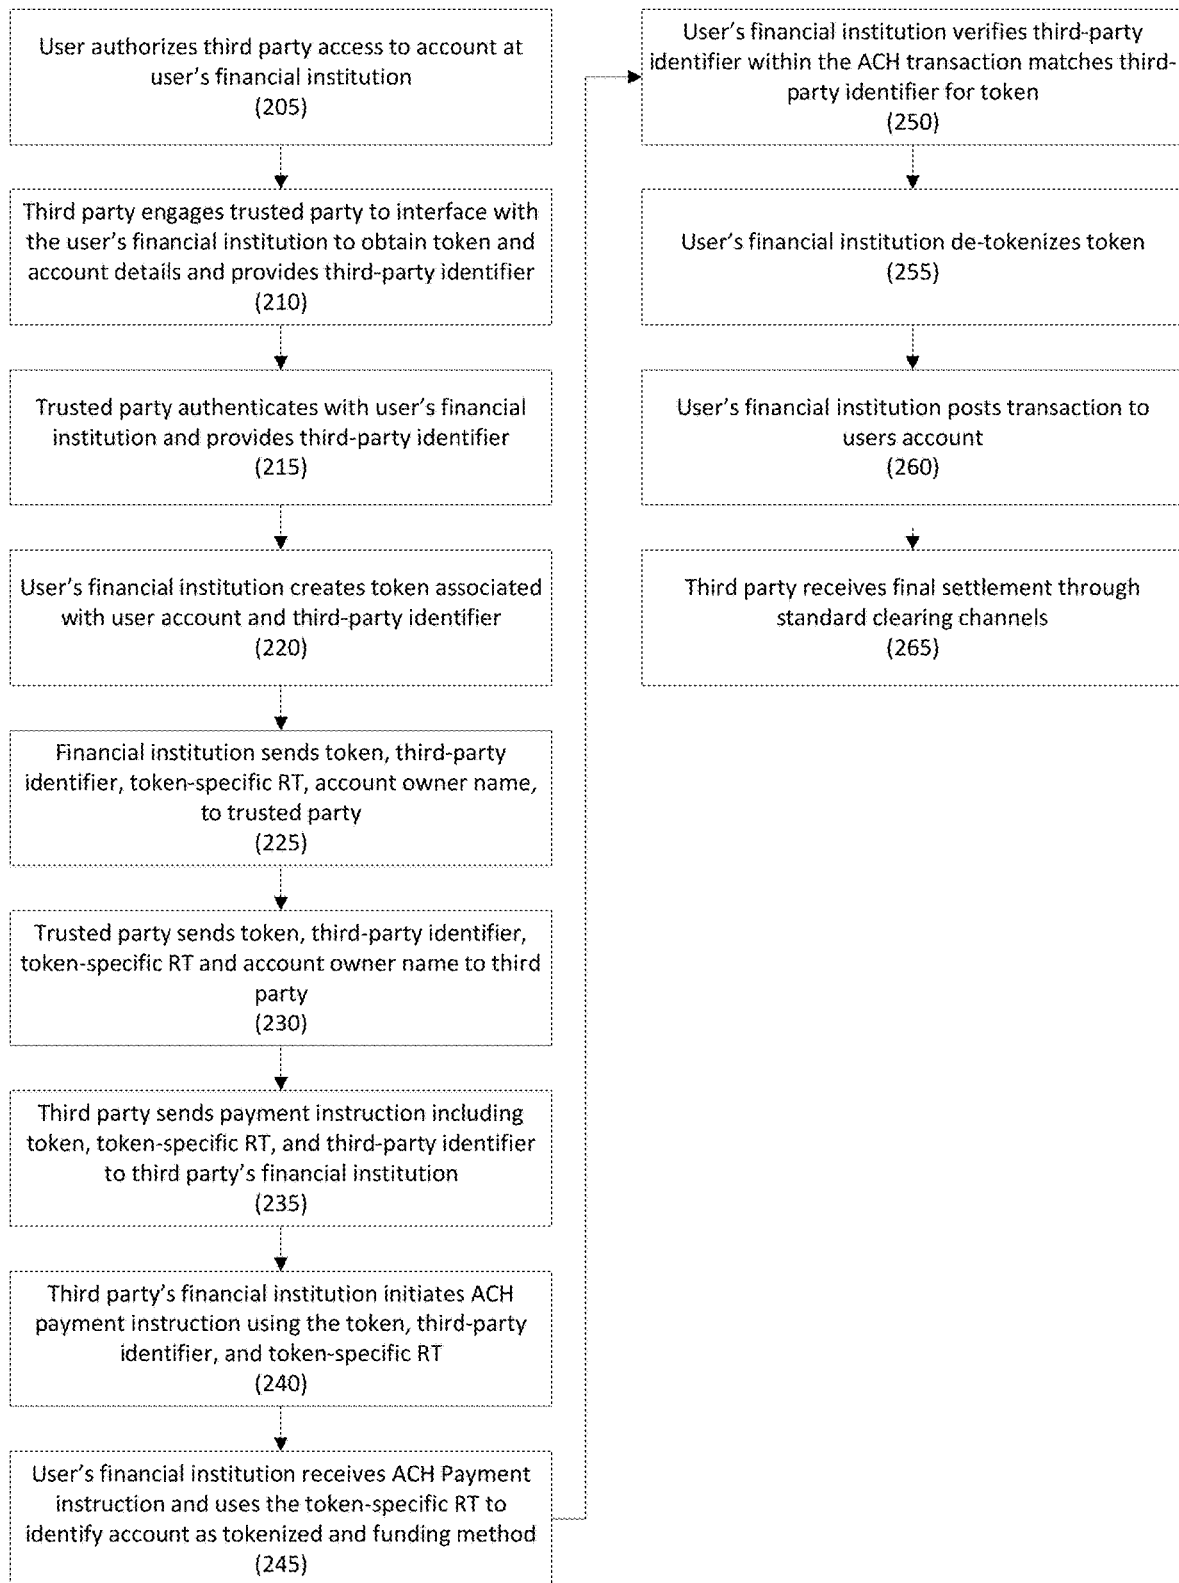 User authorizes third party access to account at
user's financial institution
(205)
Third party engages trusted party to interface with
the user's financial institution to obtain token and
account details and provides third-party identifier
(210)
Trusted party authenticates with user's financial
institution and provides third-party identifier
(215)
User's financial institution creates token associated
with user account and third-party identifier
(220)
Financial institution sends token, third-party
identifier, token-specific RT, account owner name,
to trusted party
(225)
Trusted party sends token, third-party identifier,
token-specific RT and account owner name to third
party
(230)
Third party sends payment instruction including
token, token-specific RT, and third-party identifier
to third party's financial institution
(235)
Third party's financial institution initiates ACH
payment instruction using the token, third-party
identifier, and token-specific RT
(240)
User's financial institution receives ACH Payment
instruction and uses the token-specific RT to
identify account as tokenized and funding method
(245)
User's financial institution verifies third-party
identifier within the ACH transaction matches third-
party identifier for token
(250)
User's financial institution de-tokenizes token
(255)
User's financial institution posts transaction to
users account
(260)
Third party receives final settlement through
standard clearing channels
(265)